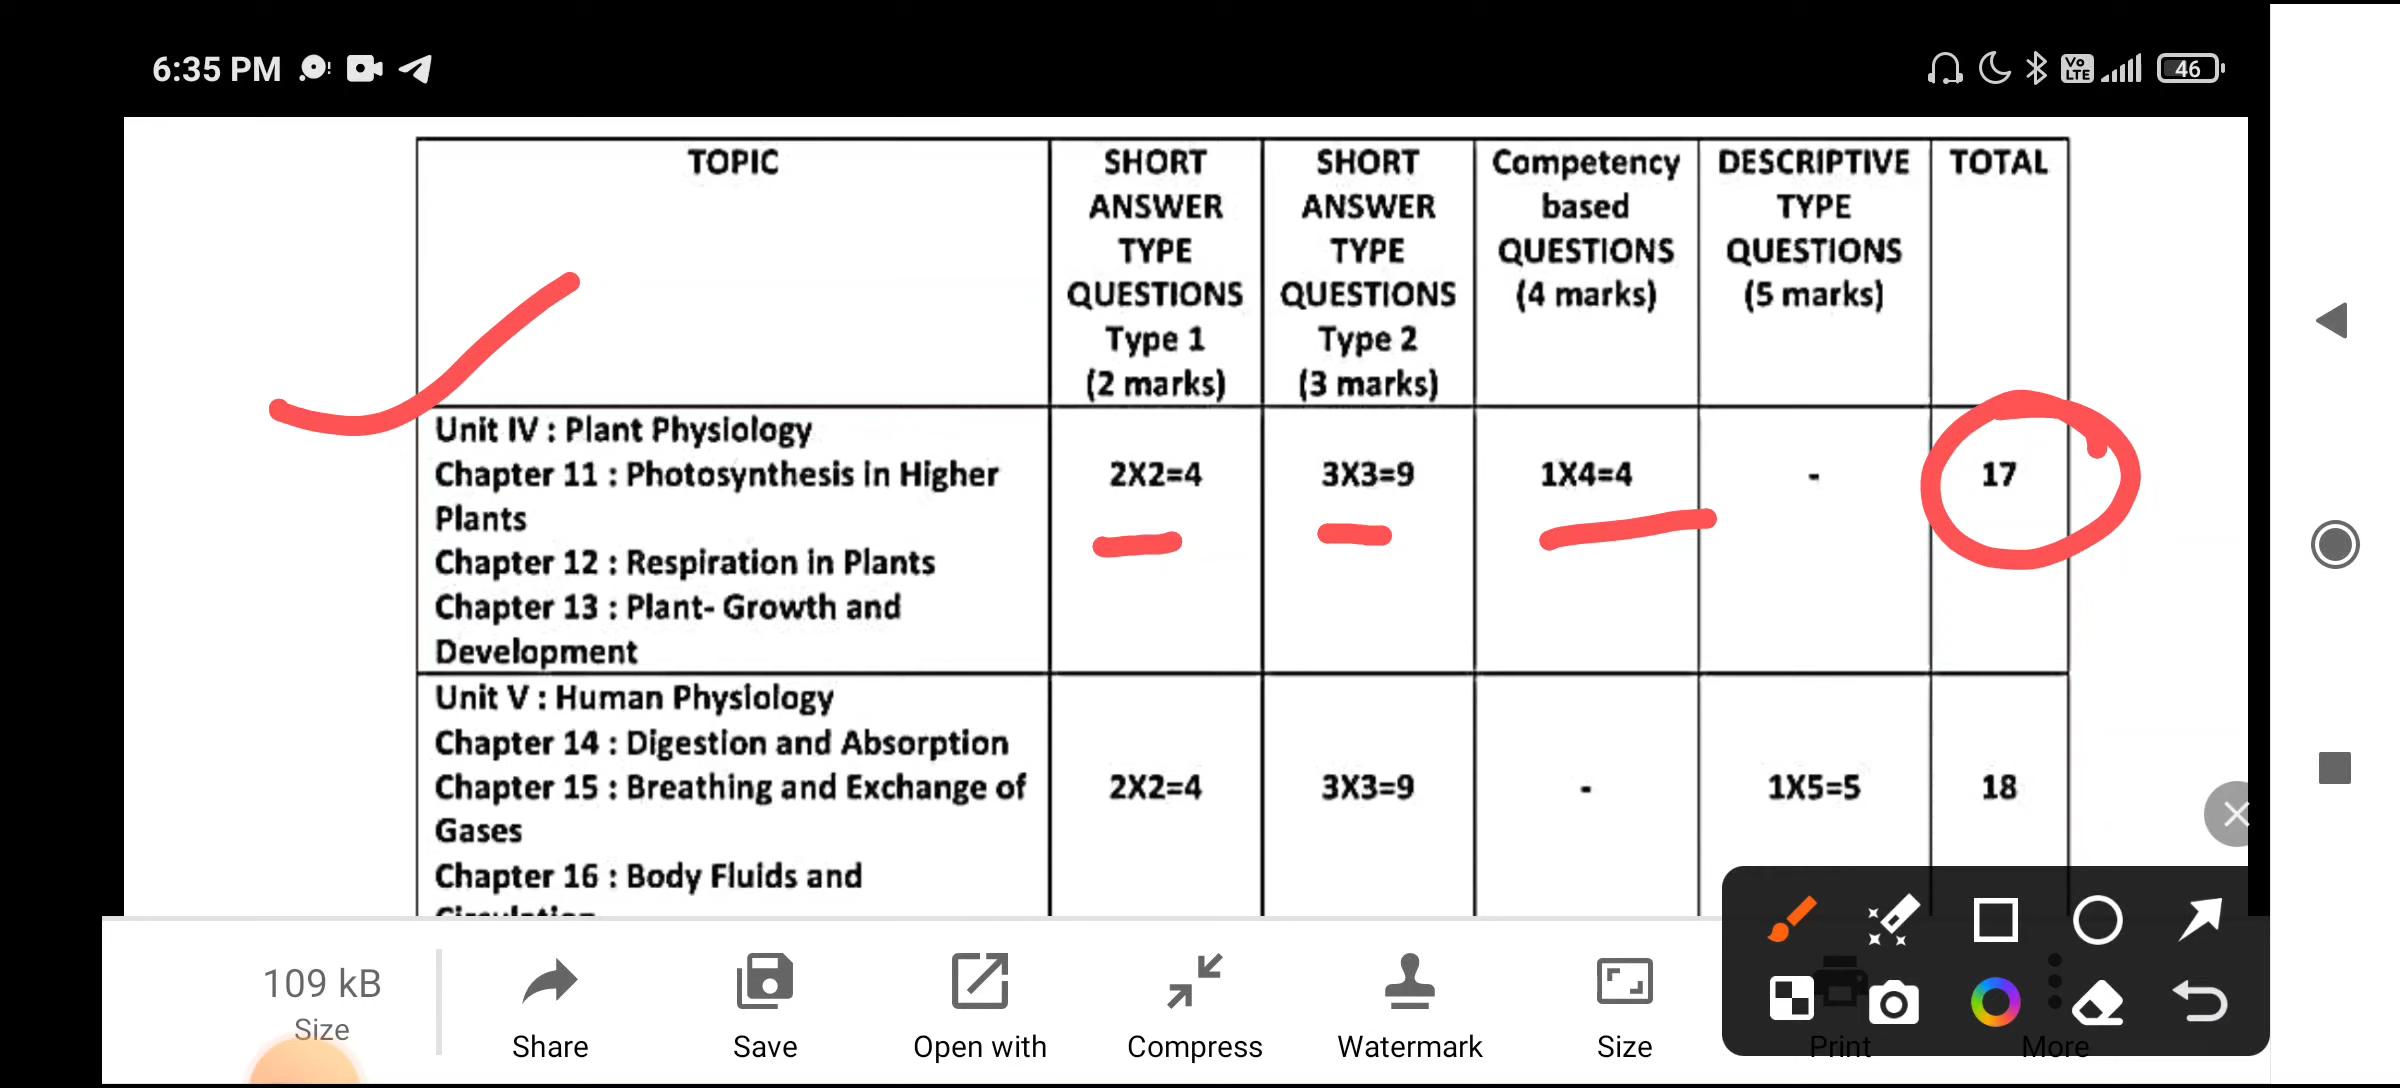 6:35 PM
Vo LTE
46
TOPIC
SHORT ANSWER TYPE QUESTIONS Type 1 (2 marks)
SHORT ANSWER TYPE QUESTIONS Type 2 (3 marks)
Competency based QUESTIONS (4 marks)
DESCRIPTIVE TYPE QUESTIONS (5 marks)
TOTAL
Unit IV : Plant Physiology
Chapter 11 : Photosynthesis in Higher
Plants
Chapter 12 : Respiration in Plants
Chapter 13 : Plant- Growth and
Development
2X2=4
3X3=9
1X4=4
-
17
Unit V : Human Physiology
Chapter 14 : Digestion and Absorption
Chapter 15 : Breathing and Exchange of
Gases
Chapter 16 : Body Fluids and
2X2=4
3X3=9
-
1X5=5
18
109 kB
Size
Share
Save
Open with
Compress
Watermark
Size
Print
More